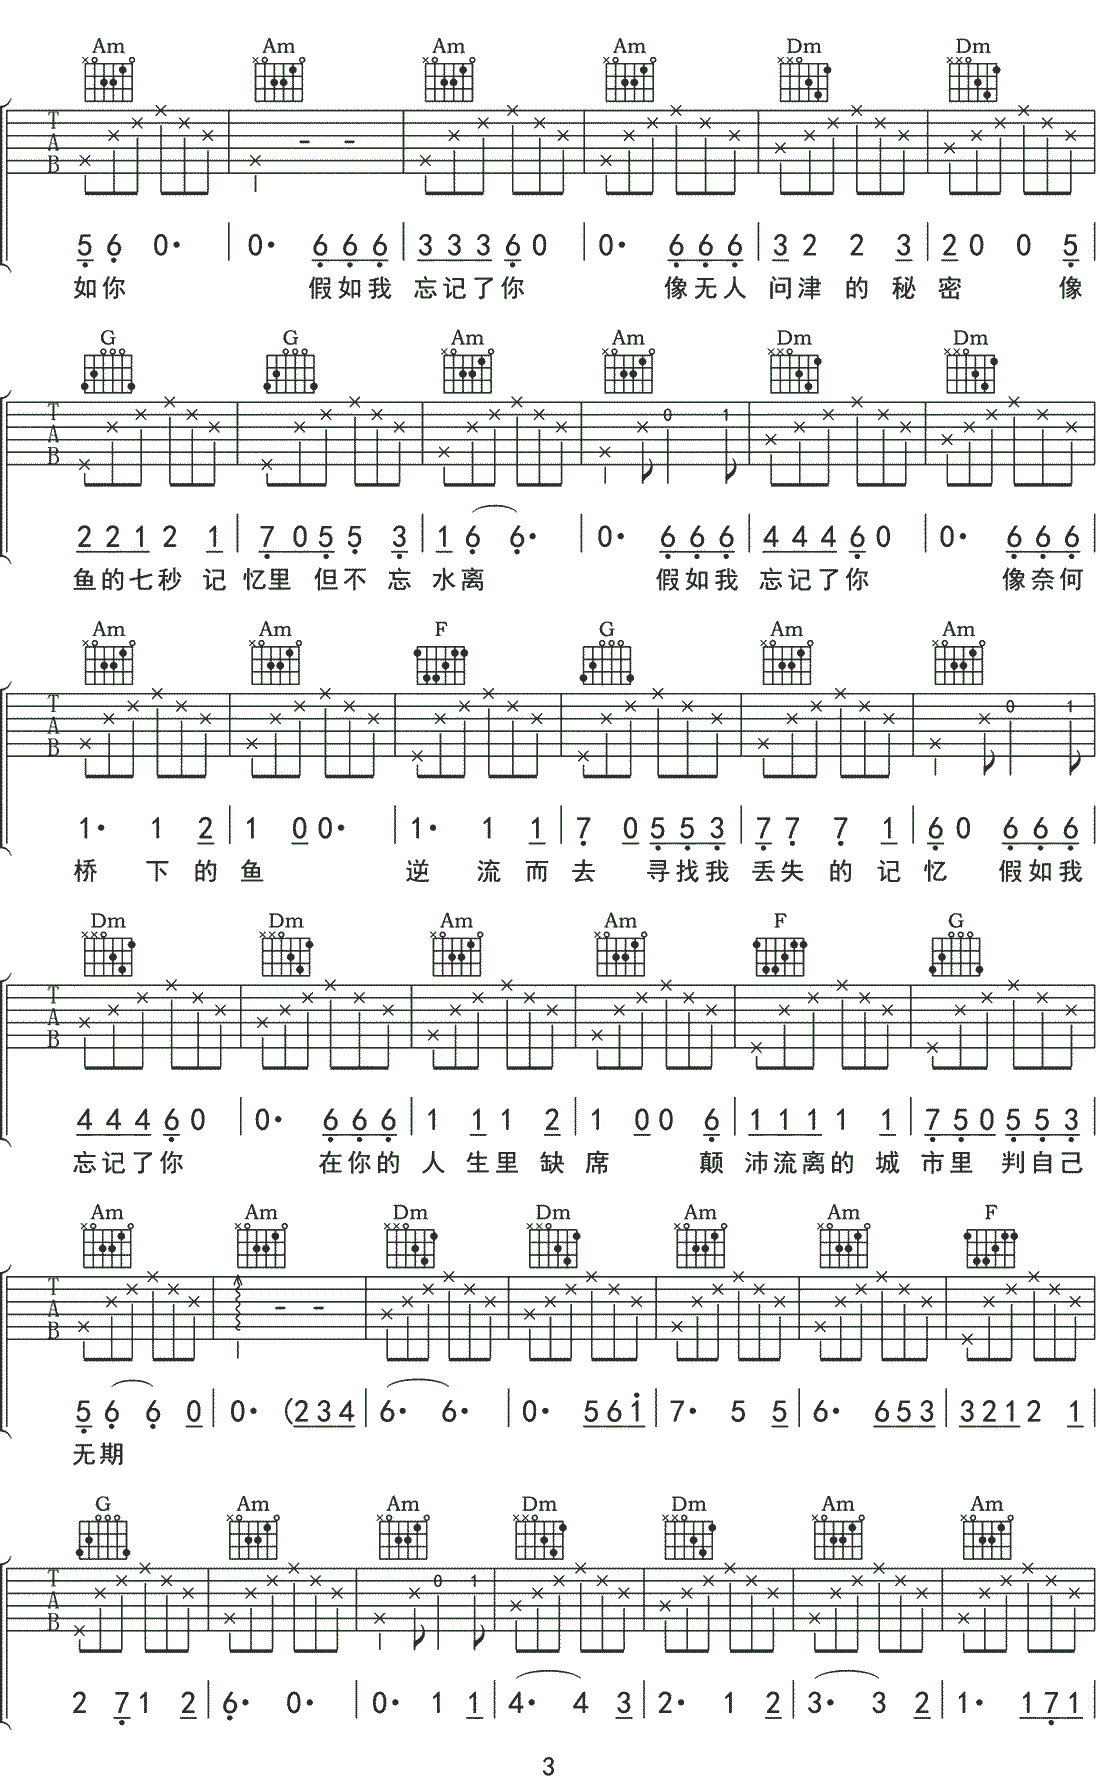 Am Am Am Am Dm Dm
T A B × × × × × × × - - × × × × × × × × × × × × × × × × × × × × × × × ×
5 6 0· | 0· 6 6 6 | 3 3 3 6 0 | 0· 6 6 6 | 3 2 2 3 | 2 0 0 5
如你 假如我 忘记了你 像无人 问津 的 秘 密 像
G G Am Am Dm Dm
T A B 0 1
2 2 1 2 1 | 7 0 5 5 3 | 1 6 6· | 0· 6 6 6 | 4 4 4 6 0 | 0· 6 6 6
鱼的七秒 记 忆里 但不 忘 水离 假如我 忘记了你 像奈何
Am Am F G Am Am
T A B 0 1
1· 1 2 | 1 0 0· | 1· 1 1 | 7 0 5 5 3 | 7 7 7 1 | 6 0 6 6 6
桥 下 的 鱼 逆 流 而 去 寻找我 丢失 的 记 忆 假如我
Dm Dm Am Am F G
T A B
4 4 4 6 0 | 0· 6 6 6 | 1 1 1 2 | 1 0 0 6 | 1 1 1 1 1 | 7 5 0 5 5 3
忘记了你 在你的 人 生里 缺 席 颠 沛流离的 城 市里 判自己
Am Am Dm Dm Am Am F
T A B - -
5 6 6 0 | 0· (2 3 4 | 6· 6· | 0· 5 6 1 | 7· 5 5 | 6· 6 5 3 | 3 2 1 2 1
无期
G Am Am Dm Dm Am Am
T A B 0 1
2 7 1 2 | 6· 0· | 0· 1 1 | 4· 4 3 | 2· 1 2 | 3· 3 2 | 1· 1 7 1
3